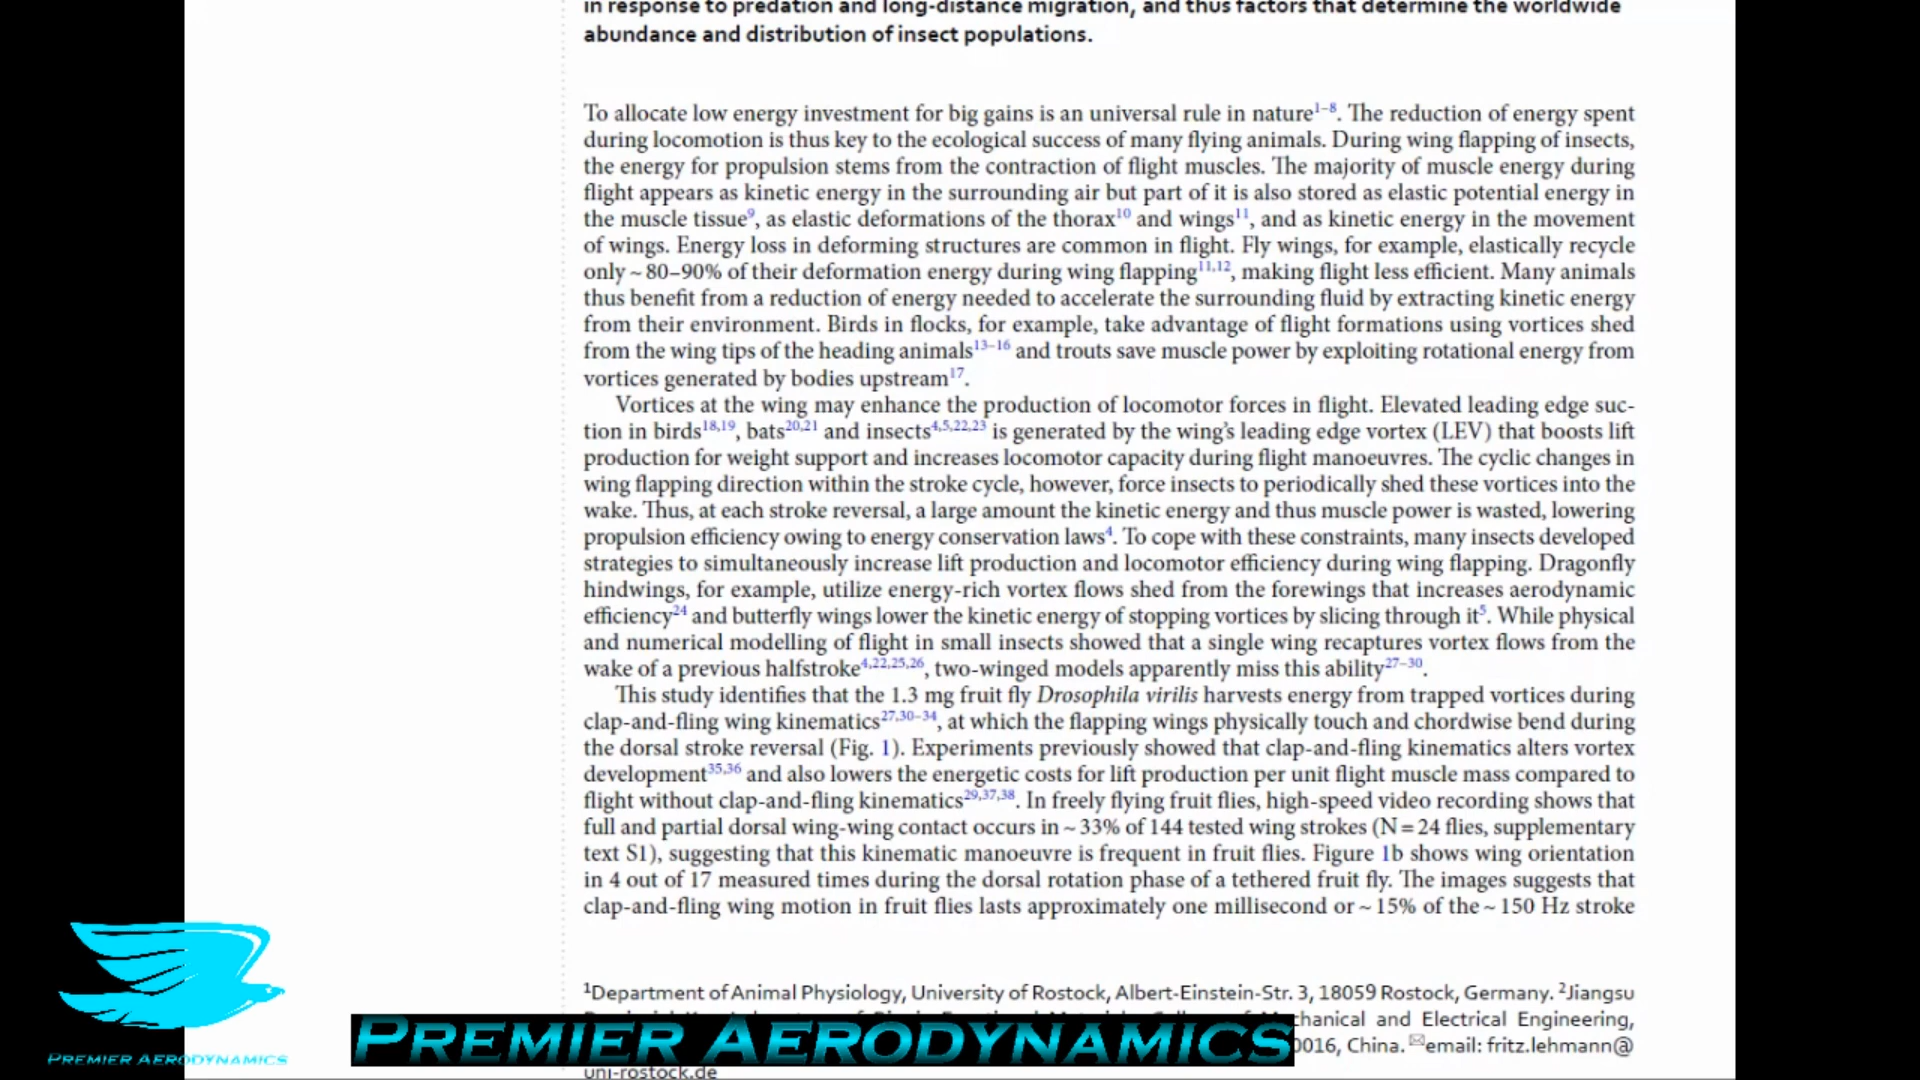 in response to predation and long-distance migration, and thus factors that determine the worldwide
abundance and distribution of insect populations.
To allocate low energy investment for big gains is an universal rule in nature1–8. The reduction of energy spent
during locomotion is thus key to the ecological success of many flying animals. During wing flapping of insects,
the energy for propulsion stems from the contraction of flight muscles. The majority of muscle energy during
flight appears as kinetic energy in the surrounding air but part of it is also stored as elastic potential energy in
the muscle tissue9, as elastic deformations of the thorax10 and wings11, and as kinetic energy in the movement
of wings. Energy loss in deforming structures are common in flight. Fly wings, for example, elastically recycle
only ~ 80–90% of their deformation energy during wing flapping11,12, making flight less efficient. Many animals
thus benefit from a reduction of energy needed to accelerate the surrounding fluid by extracting kinetic energy
from their environment. Birds in flocks, for example, take advantage of flight formations using vortices shed
from the wing tips of the heading animals13–16 and trouts save muscle power by exploiting rotational energy from
vortices generated by bodies upstream17.
Vortices at the wing may enhance the production of locomotor forces in flight. Elevated leading edge suc-
tion in birds18,19, bats20,21 and insects4,5,22,23 is generated by the wing's leading edge vortex (LEV) that boosts lift
production for weight support and increases locomotor capacity during flight manoeuvres. The cyclic changes in
wing flapping direction within the stroke cycle, however, force insects to periodically shed these vortices into the
wake. Thus, at each stroke reversal, a large amount the kinetic energy and thus muscle power is wasted, lowering
propulsion efficiency owing to energy conservation laws4. To cope with these constraints, many insects developed
strategies to simultaneously increase lift production and locomotor efficiency during wing flapping. Dragonfly
hindwings, for example, utilize energy-rich vortex flows shed from the forewings that increases aerodynamic
efficiency24 and butterfly wings lower the kinetic energy of stopping vortices by slicing through it5. While physical
and numerical modelling of flight in small insects showed that a single wing recaptures vortex flows from the
wake of a previous halfstroke4,22,25,26, two-winged models apparently miss this ability27–30.
This study identifies that the 1.3 mg fruit fly Drosophila virilis harvests energy from trapped vortices during
clap-and-fling wing kinematics27,30–34, at which the flapping wings physically touch and chordwise bend during
the dorsal stroke reversal (Fig. 1). Experiments previously showed that clap-and-fling kinematics alters vortex
development35,36 and also lowers the energetic costs for lift production per unit flight muscle mass compared to
flight without clap-and-fling kinematics29,37,38. In freely flying fruit flies, high-speed video recording shows that
full and partial dorsal wing-wing contact occurs in ~ 33% of 144 tested wing strokes (N = 24 flies, supplementary
text S1), suggesting that this kinematic manoeuvre is frequent in fruit flies. Figure 1b shows wing orientation
in 4 out of 17 measured times during the dorsal rotation phase of a tethered fruit fly. The images suggests that
clap-and-fling wing motion in fruit flies lasts approximately one millisecond or ~ 15% of the ~ 150 Hz stroke
1Department of Animal Physiology, University of Rostock, Albert-Einstein-Str. 3, 18059 Rostock, Germany. 2Jiangsu
chanical and Electrical Engineering,
0016, China. email: fritz.lehmann@
uni-rostock.de
PREMIER AERODYNAMICS
PREMIER AERODYNAMICS